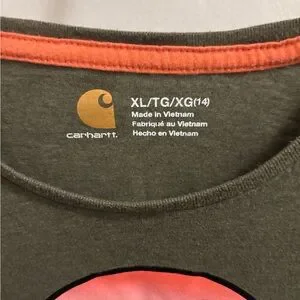 carhartt.
XL/TG/XG(14)
Made in Vietnam
Fabriqué au Vietnam
Hecho en Vietnam